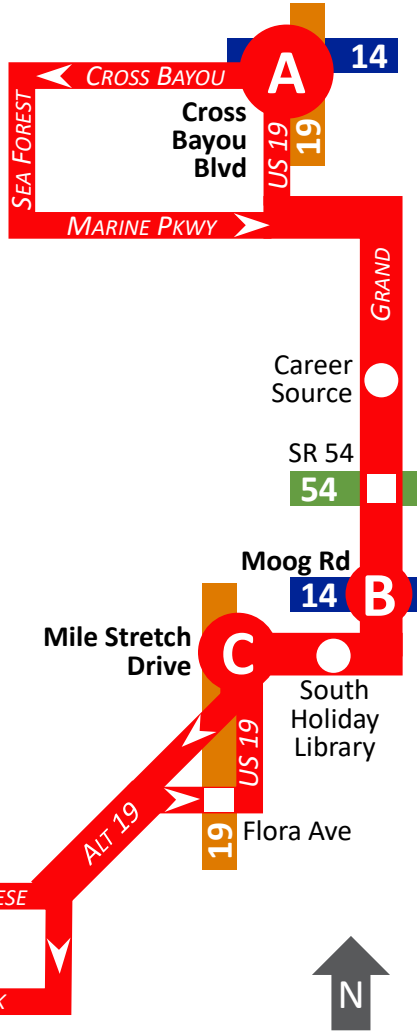 A
14
CROSS BAYOU
Cross
Bayou
Blvd
US 19
19
SEA FOREST
MARINE PKWY
GRAND
Career
Source
SR 54
54
Moog Rd
14
B
Mile Stretch
Drive
C
South
Holiday
Library
US 19
ALT 19
19
Flora Ave
ESE
K
N